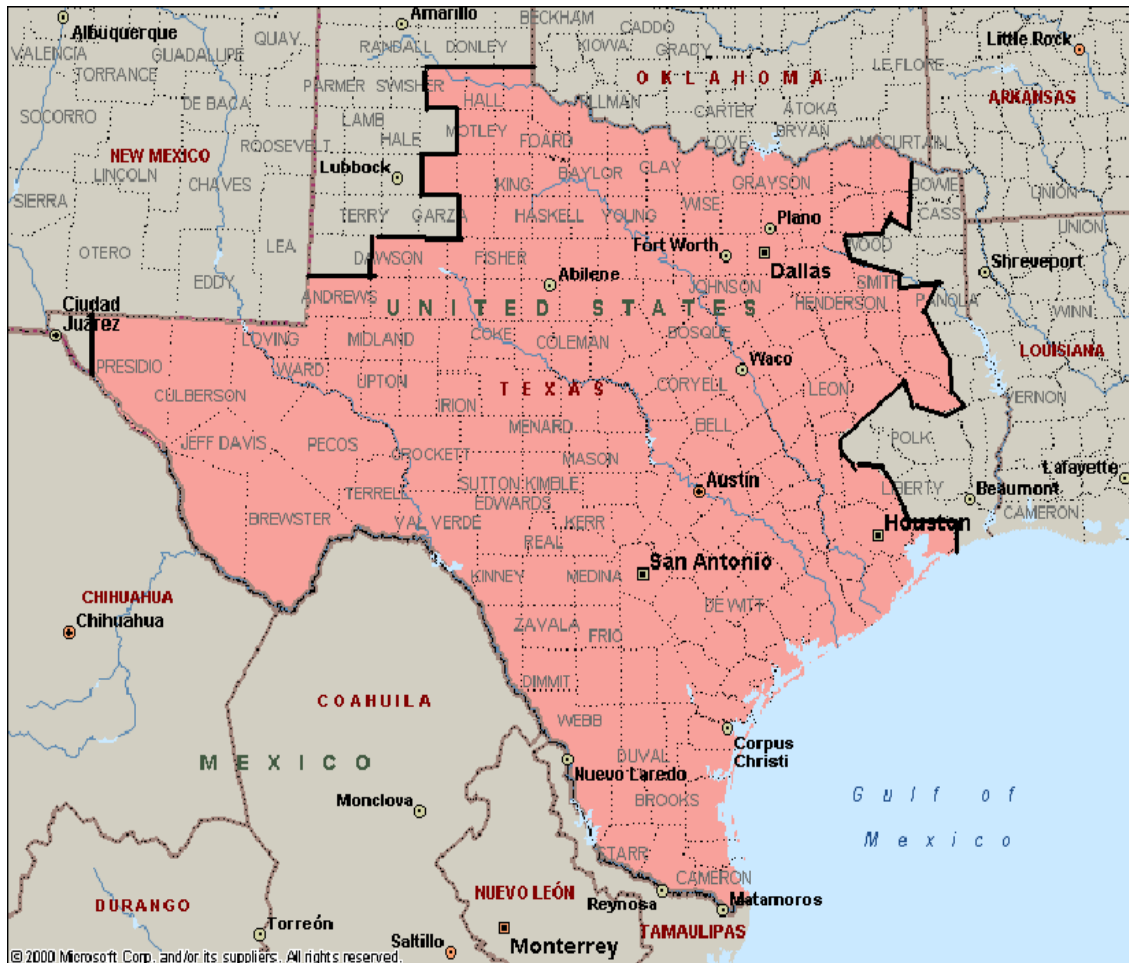 Amarillo
BECKHAM
CADDO
Albuquerque
QUAY
RANDALL
DONLEY
KIOWA
GRADY
Little Rock
VALENCIA
GUADALUPE
LE FLORE
TORRANCE
PARMER
SWISHER
OKLAHOMA
ARKANSAS
DE BACA
HALL
TILLMAN
CARTER
ATOKA
SOCORRO
LAMB
MOTLEY
BRYAN
HALE
FOARD
LOVE
MCCURTAIN
NEW MEXICO
ROOSEVELT
LINCOLN
CHAVES
Lubbock
KING
BAYLOR
CLAY
GRAYSON
BOWIE
UNION
SIERRA
TERRY
GARZA
HASKELL
YOUNG
WISE
Plano
CASS
UNION
OTERO
LEA
DAWSON
FISHER
Fort Worth
Dallas
WOOD
Shreveport
EDDY
Abilene
JOHNSON
SMITH
ANDREWS
HENDERSON
PANOLA
Ciudad
Juárez
UNITED STATES
WINN
LOVING
MIDLAND
COKE
COLEMAN
BOSQUE
LOUISIANA
PRESIDIO
WARD
Waco
CULBERSON
UPTON
TEXAS
CORYELL
LEON
VERNON
IRION
MENARD
BELL
POLK
JEFF DAVIS
PECOS
CROCKETT
MASON
Lafayette
TERRELL
SUTTON
KIMBLE
Austin
LIBERTY
Beaumont
EDWARDS
CAMERON
BREWSTER
VAL VERDE
KERR
Houston
REAL
San Antonio
KINNEY
MEDINA
CHIHUAHUA
Chihuahua
DE WITT
ZAVALA
FRIO
DIMMIT
COAHUILA
WEBB
Corpus
Christi
DUVAL
MEXICO
Nuevo Laredo
Monclova
BROOKS
Gulf of
Mexico
STARR
CAMERON
NUEVO LEÓN
Reynosa
Matamoros
DURANGO
Torreón
TAMAULIPAS
Saltillo
Monterrey
© 2000 Microsoft Corp. and/or its suppliers. All rights reserved.